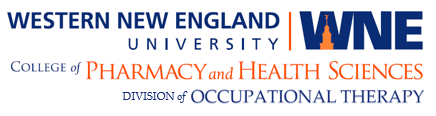 WESTERN NEW ENGLAND
UNIVERSITY
WNE
COLLEGE of PHARMACY and HEALTH SCIENCES
DIVISION of OCCUPATIONAL THERAPY